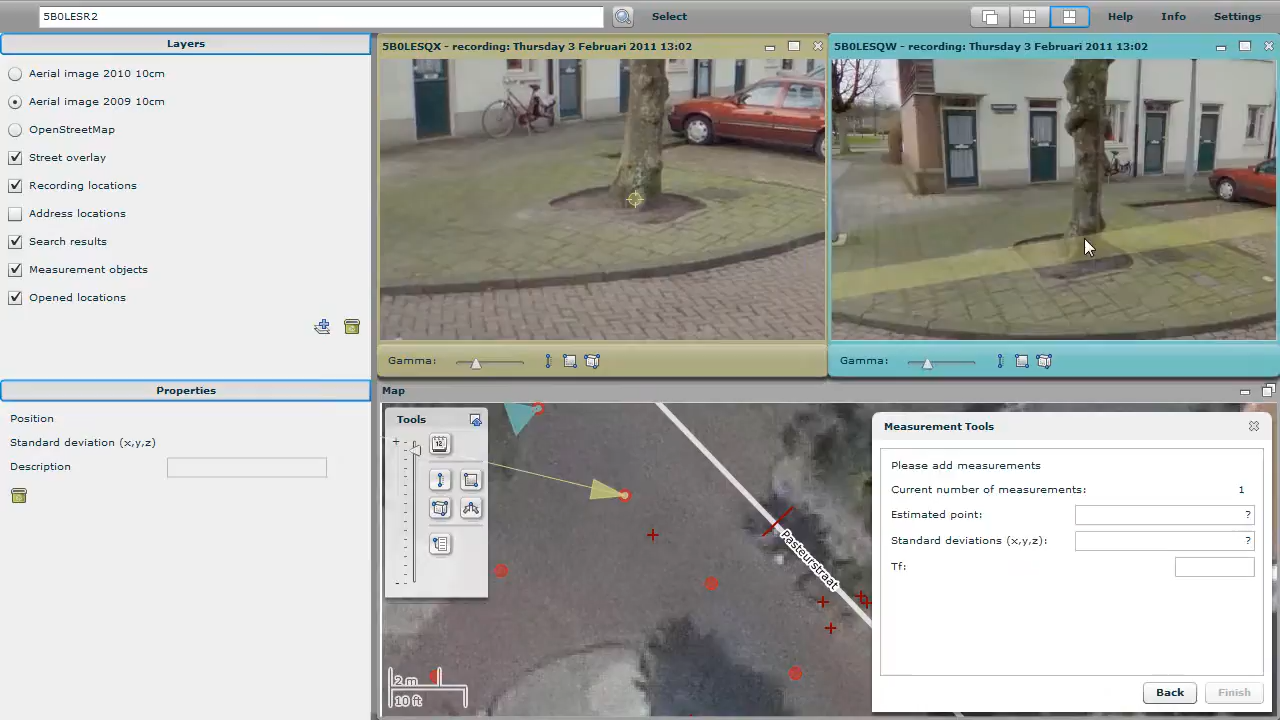 5B0LESR2
Select
Help
Info
Settings
Layers
Aerial image 2010 10cm
Aerial image 2009 10cm
OpenStreetMap
Street overlay
Recording locations
Address locations
Search results
Measurement objects
Opened locations
Properties
Position
Standard deviation (x,y,z)
Description
5B0LESQX - recording: Thursday 3 Februari 2011 13:02
Gamma:
5B0LESQW - recording: Thursday 3 Februari 2011 13:02
Gamma:
Map
Tools
12
Pasteurstraat
2 m
10 ft
Measurement Tools
Please add measurements
Current number of measurements: 1
Estimated point: ?
Standard deviations (x,y,z): ?
Tf:
Back
Finish